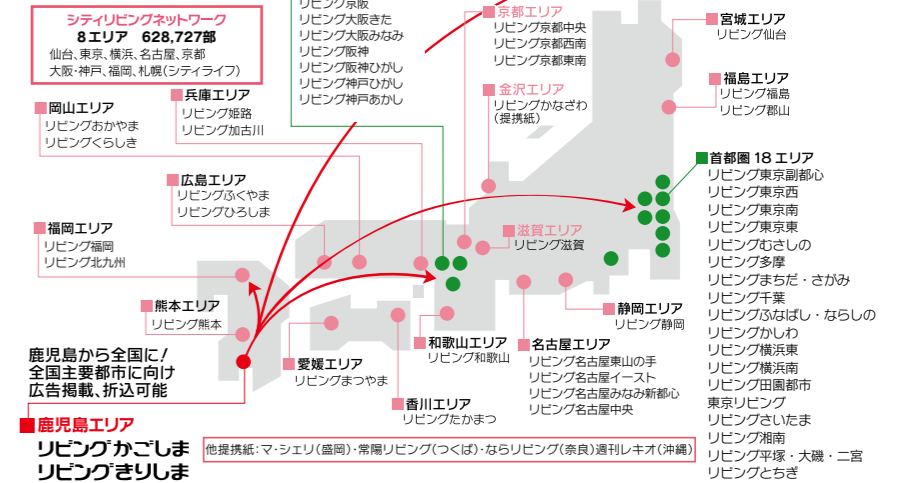 シティリビングネットワーク
8エリア 628,727部
仙台、東京、横浜、名古屋、京都
大阪・神戸、福岡、札幌(シティライフ)
リビング京阪
リビング大阪きた
リビング大阪みなみ
リビング阪神
リビング阪神ひがし
リビング神戸ひがし
リビング神戸あかし
京都エリア
リビング京都中央
リビング京都西南
リビング京都東南
金沢エリア
リビングかなざわ
(提携紙)
宮城エリア
リビング仙台
福島エリア
リビング福島
リビング郡山
岡山エリア
リビングおかやま
リビングくらしき
兵庫エリア
リビング姫路
リビング加古川
広島エリア
リビングふくやま
リビングひろしま
福岡エリア
リビング福岡
リビング北九州
熊本エリア
リビング熊本
滋賀エリア
リビング滋賀
首都圏18エリア
リビング東京副都心
リビング東京西
リビング東京南
リビング東京東
リビングむさしの
リビング多摩
リビングまちだ・さがみ
リビング千葉
リビングふなばし・ならしの
リビングかしわ
リビング横浜東
リビング横浜南
リビング田園都市
東京リビング
リビングさいたま
リビング湘南
リビング平塚・大磯・二宮
リビングとちぎ
静岡エリア
リビング静岡
名古屋エリア
リビング名古屋東山の手
リビング名古屋イースト
リビング名古屋みなみ新都心
リビング名古屋中央
和歌山エリア
リビング和歌山
愛媛エリア
リビングまつやま
香川エリア
リビングたかまつ
鹿児島から全国に!
全国主要都市に向け
広告掲載、折込可能
鹿児島エリア
リビングかごしま
リビングきりしま
他提携紙:マ・シェリ(盛岡)・常陽リビング(つくば)・ならリビング(奈良)週刊レキオ(沖縄)